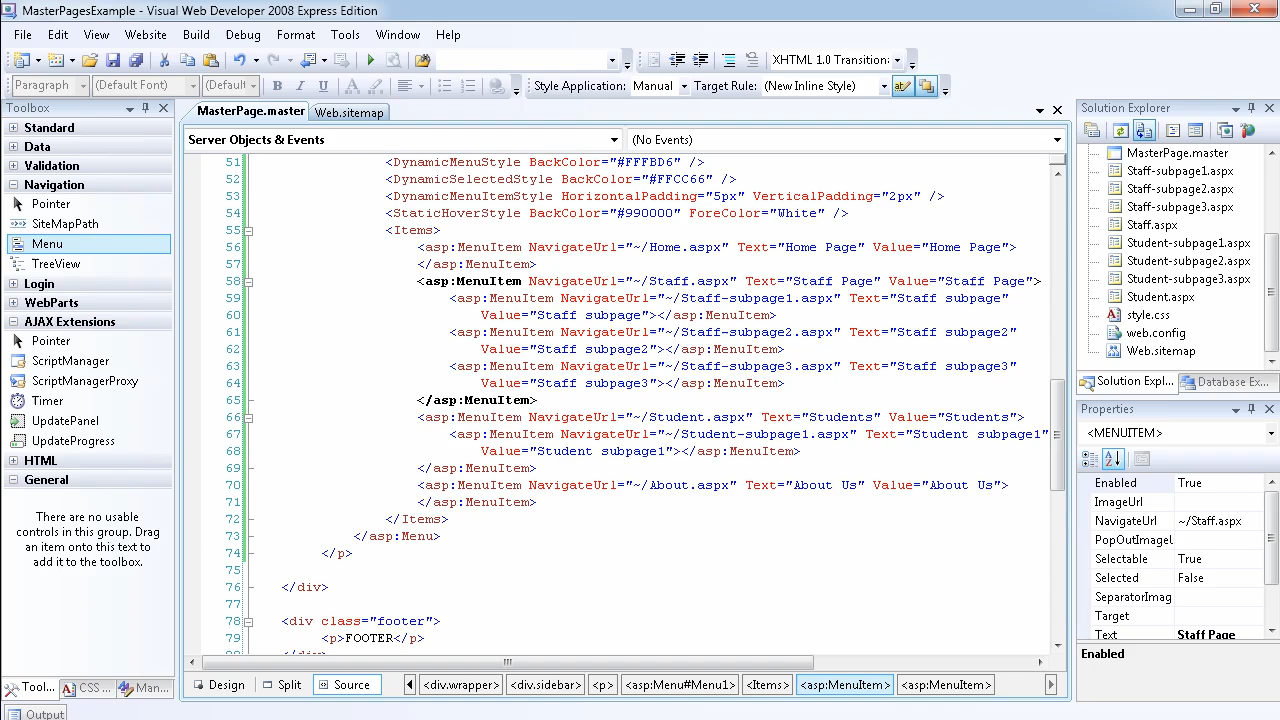 MasterPagesExample - Visual Web Developer 2008 Express Edition
File Edit View Website Build Debug Format Tools Window Help
XHTML 1.0 Transition:
Paragraph (Default Font) (Default B I U Style Application: Manual Target Rule: (New Inline Style)
Toolbox
Standard
Data
Validation
Navigation
Pointer
SiteMapPath
Menu
TreeView
Login
WebParts
AJAX Extensions
Pointer
ScriptManager
ScriptManagerProxy
Timer
UpdatePanel
UpdateProgress
HTML
General
There are no usable
controls in this group. Drag
an item onto this text to
add it to the toolbox.
Tool... CSS ... Man...
Output
MasterPage.master Web.sitemap
Server Objects & Events (No Events)
51 <DynamicMenuStyle BackColor="#FFFBD6" />
52 <DynamicSelectedStyle BackColor="#FFCC66" />
53 <DynamicMenuItemStyle HorizontalPadding="5px" VerticalPadding="2px" />
54 <StaticHoverStyle BackColor="#990000" ForeColor="White" />
55 <Items>
56 <asp:MenuItem NavigateUrl="~/Home.aspx" Text="Home Page" Value="Home Page">
57 </asp:MenuItem>
58 <asp:MenuItem NavigateUrl="~/Staff.aspx" Text="Staff Page" Value="Staff Page">
59 <asp:MenuItem NavigateUrl="~/Staff-subpage1.aspx" Text="Staff subpage"
60 Value="Staff subpage"></asp:MenuItem>
61 <asp:MenuItem NavigateUrl="~/Staff-subpage2.aspx" Text="Staff subpage2"
62 Value="Staff subpage2"></asp:MenuItem>
63 <asp:MenuItem NavigateUrl="~/Staff-subpage3.aspx" Text="Staff subpage3"
64 Value="Staff subpage3"></asp:MenuItem>
65 </asp:MenuItem>
66 <asp:MenuItem NavigateUrl="~/Student.aspx" Text="Students" Value="Students">
67 <asp:MenuItem NavigateUrl="~/Student-subpage1.aspx" Text="Student subpage1"
68 Value="Student subpage1"></asp:MenuItem>
69 </asp:MenuItem>
70 <asp:MenuItem NavigateUrl="~/About.aspx" Text="About Us" Value="About Us">
71 </asp:MenuItem>
72 </Items>
73 </asp:Menu>
74 </p>
75
76 </div>
77
78 <div class="footer">
79 <p>FOOTER</p>
Design Split Source <div.wrapper> <div.sidebar> <p> <asp:Menu#Menu1> <Items> <asp:MenuItem> <asp:MenuItem>
Solution Explorer
MasterPage.master
Staff-subpage1.aspx
Staff-subpage2.aspx
Staff-subpage3.aspx
Staff.aspx
Student-subpage1.aspx
Student-subpage2.aspx
Student-subpage3.aspx
Student.aspx
style.css
web.config
Web.sitemap
Solution Expl... Database Ex...
Properties
<MENUITEM>
Enabled True
ImageUrl
NavigateUrl ~/Staff.aspx
PopOutImageI
Selectable True
Selected False
SeparatorImag
Target
Text Staff Page
Enabled